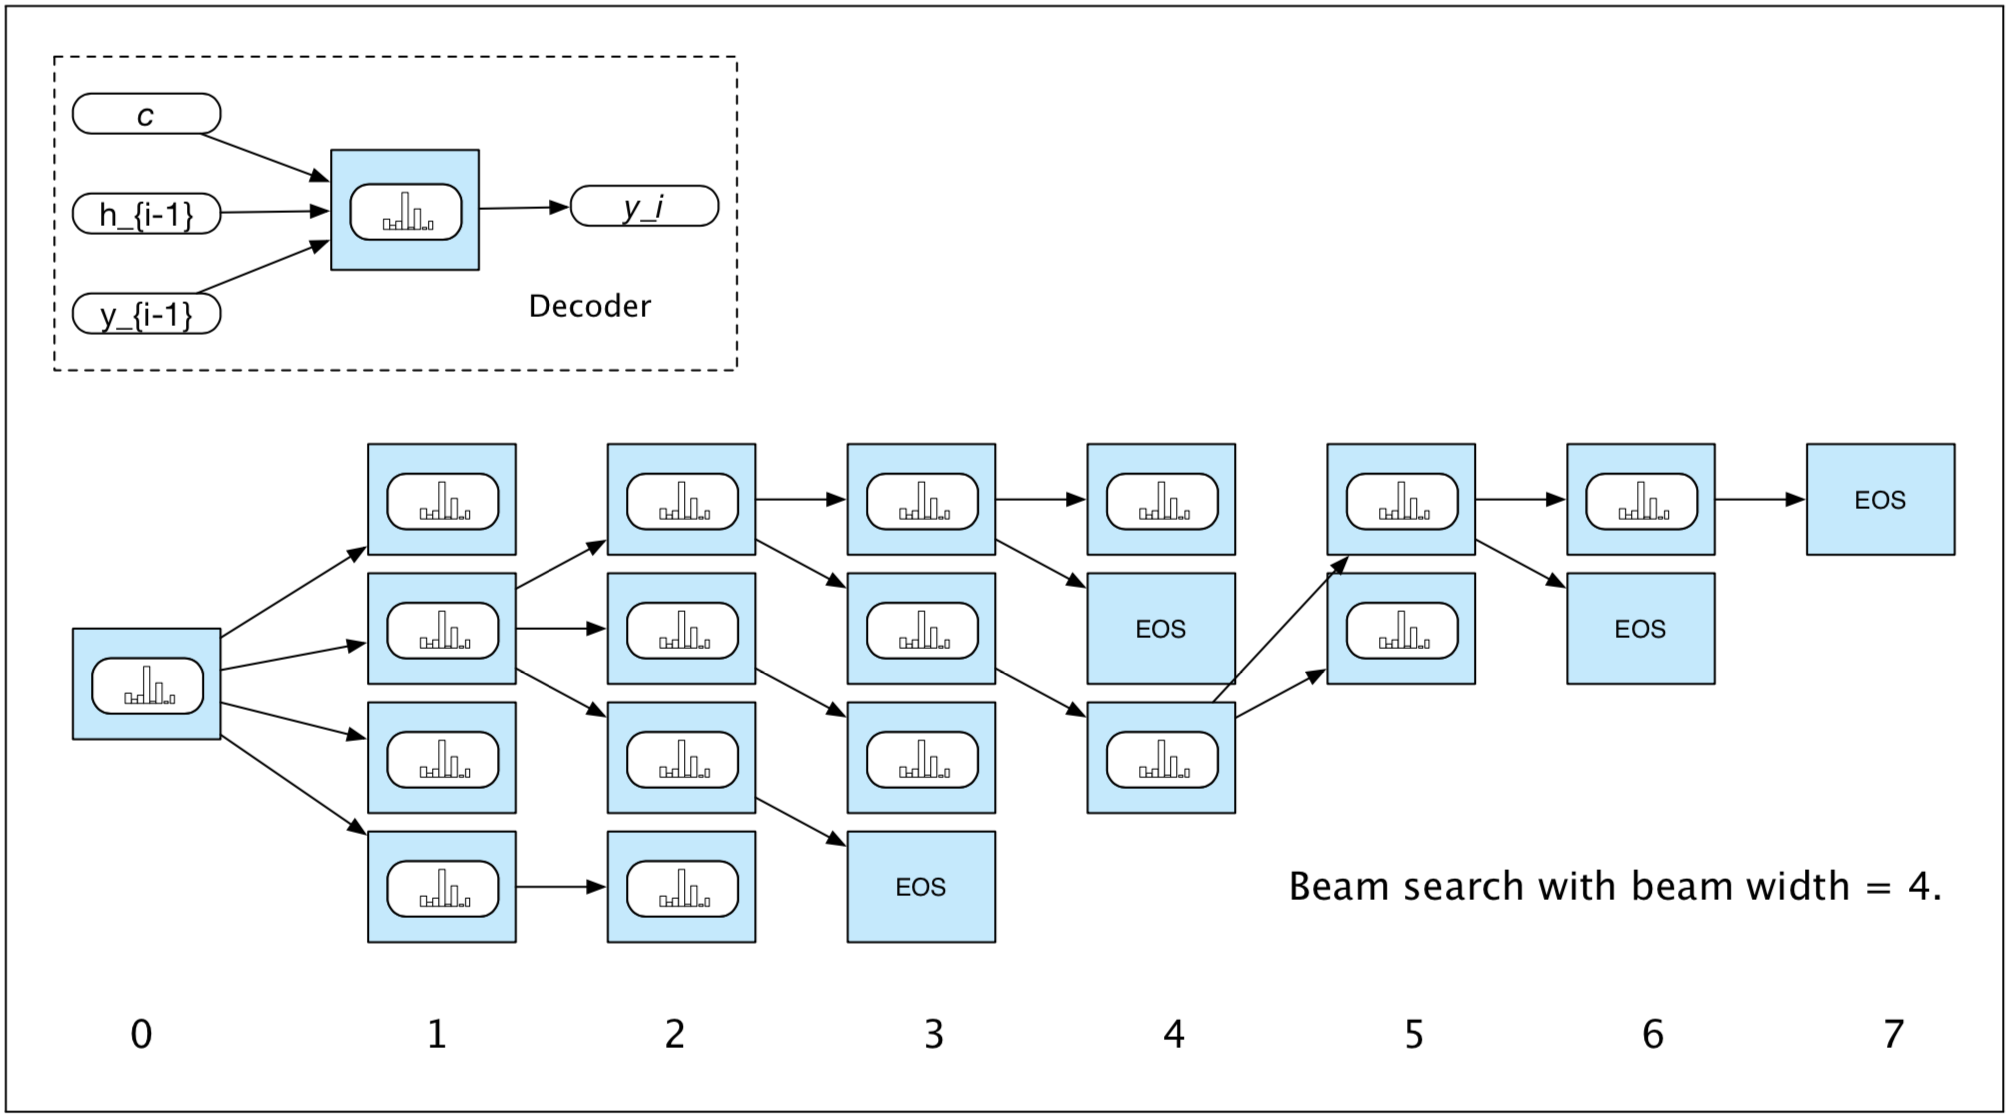 c
h_{i-1}
y_i
y_{i-1}
Decoder
EOS
EOS
EOS
EOS
Beam search with beam width = 4.
0 1 2 3 4 5 6 7